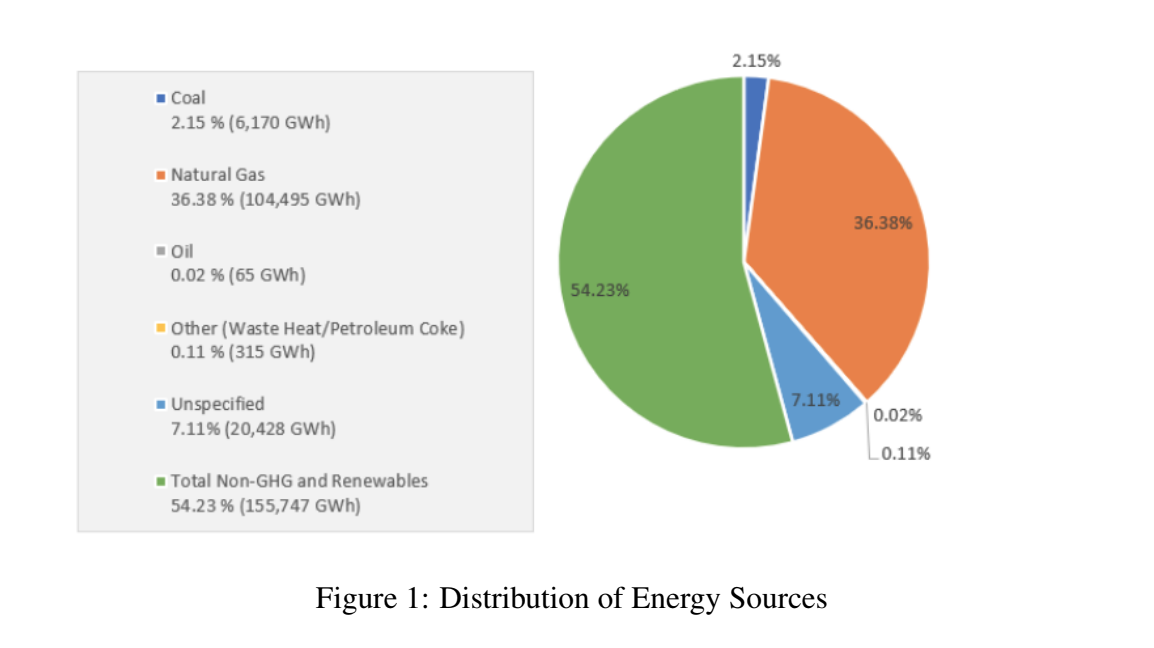 Coal
2.15 % (6,170 GWh)
Natural Gas
36.38 % (104,495 GWh)
Oil
0.02 % (65 GWh)
Other (Waste Heat/Petroleum Coke)
0.11 % (315 GWh)
Unspecified
7.11% (20,428 GWh)
Total Non-GHG and Renewables
54.23 % (155,747 GWh)
2.15%
36.38%
54.23%
7.11%
0.02%
0.11%
Figure 1: Distribution of Energy Sources